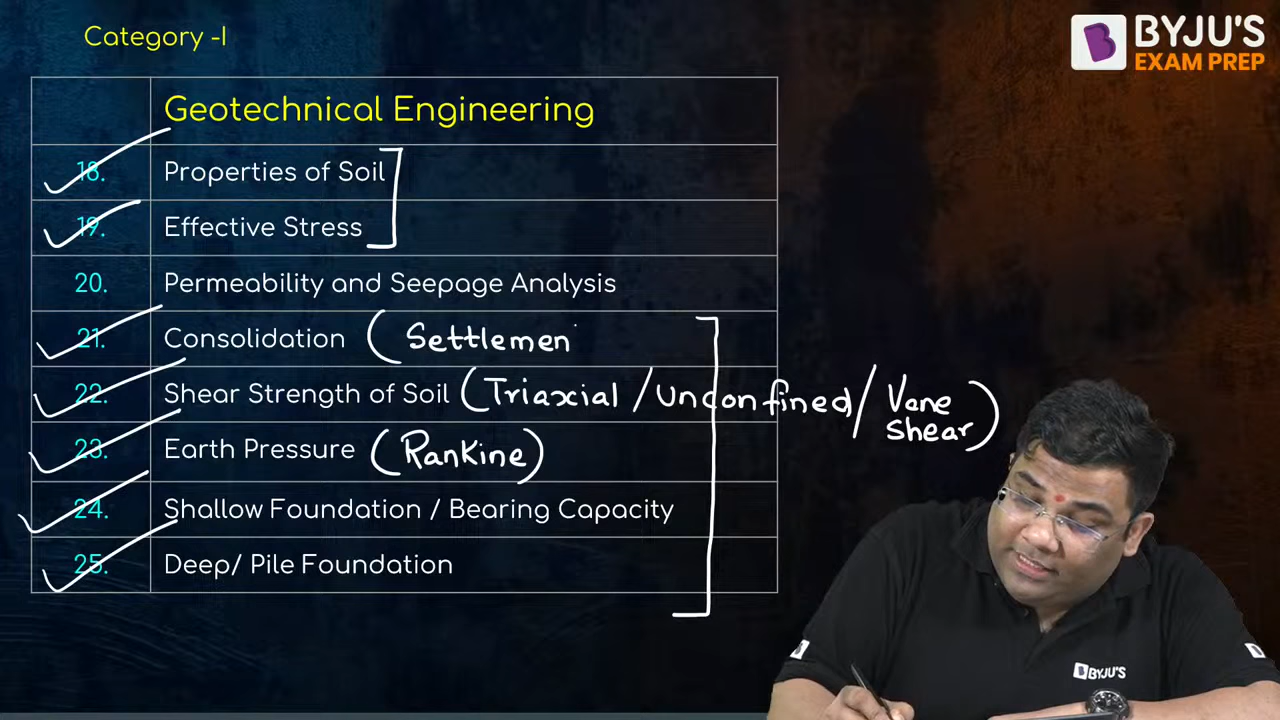 Category -I
BYJU'S
EXAM PREP
Geotechnical Engineering
18. Properties of Soil
19. Effective Stress
20. Permeability and Seepage Analysis
21. Consolidation ( Settlemen
22. Shear Strength of Soil (Triaxial / Unconfined / Vane Shear)
23. Earth Pressure (Rankine)
24. Shallow Foundation / Bearing Capacity
25. Deep/ Pile Foundation
BYJU'S